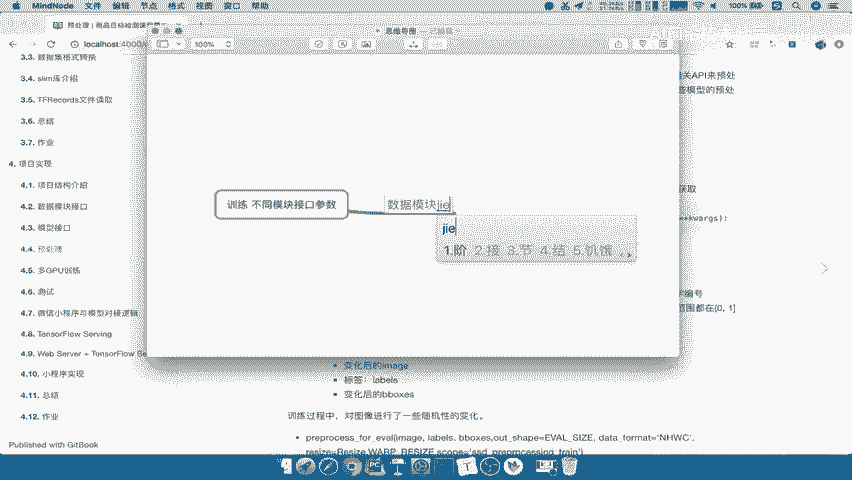 MindNode 文件 编辑 节点 格式 视图 窗口 帮助
100%
预处理 | 商品目标检测课程
localhost:4000/
思维导图
100%
3.3. 数据集格式转换
3.4. slim库介绍
3.5. TFRecords文件读取
3.6. 总结
3.7. 作业
4. 项目实现
4.1. 项目结构介绍
4.2. 数据模块接口
4.3. 模型接口
4.4. 预处理
4.5. 多GPU训练
4.6. 测试
4.7. 微信小程序与模型对接逻辑
4.8. TensorFlow Serving
4.9. Web Server + TensorFlow Se
4.10. 小程序实现
4.11. 总结
4.12. 作业
Published with GitBook
训练 不同模块接口参数
数据模块jie
jie
1.阶 2.接 3.节 4.结 5.饥饿
关API来预处
些模型的预处
获取
**kwargs):
字编号
范围都在[0, 1]
变化后的image
标签：labels
变化后的bboxes
训练过程中，对图像进行了一些随机性的变化。
preprocess_for_eval(image, labels, bboxes,out_shape=EVAL_SIZE, data_format='NHWC',
resize=Resize.WARP_RESIZE,scope='ssd_preprocessing_train')